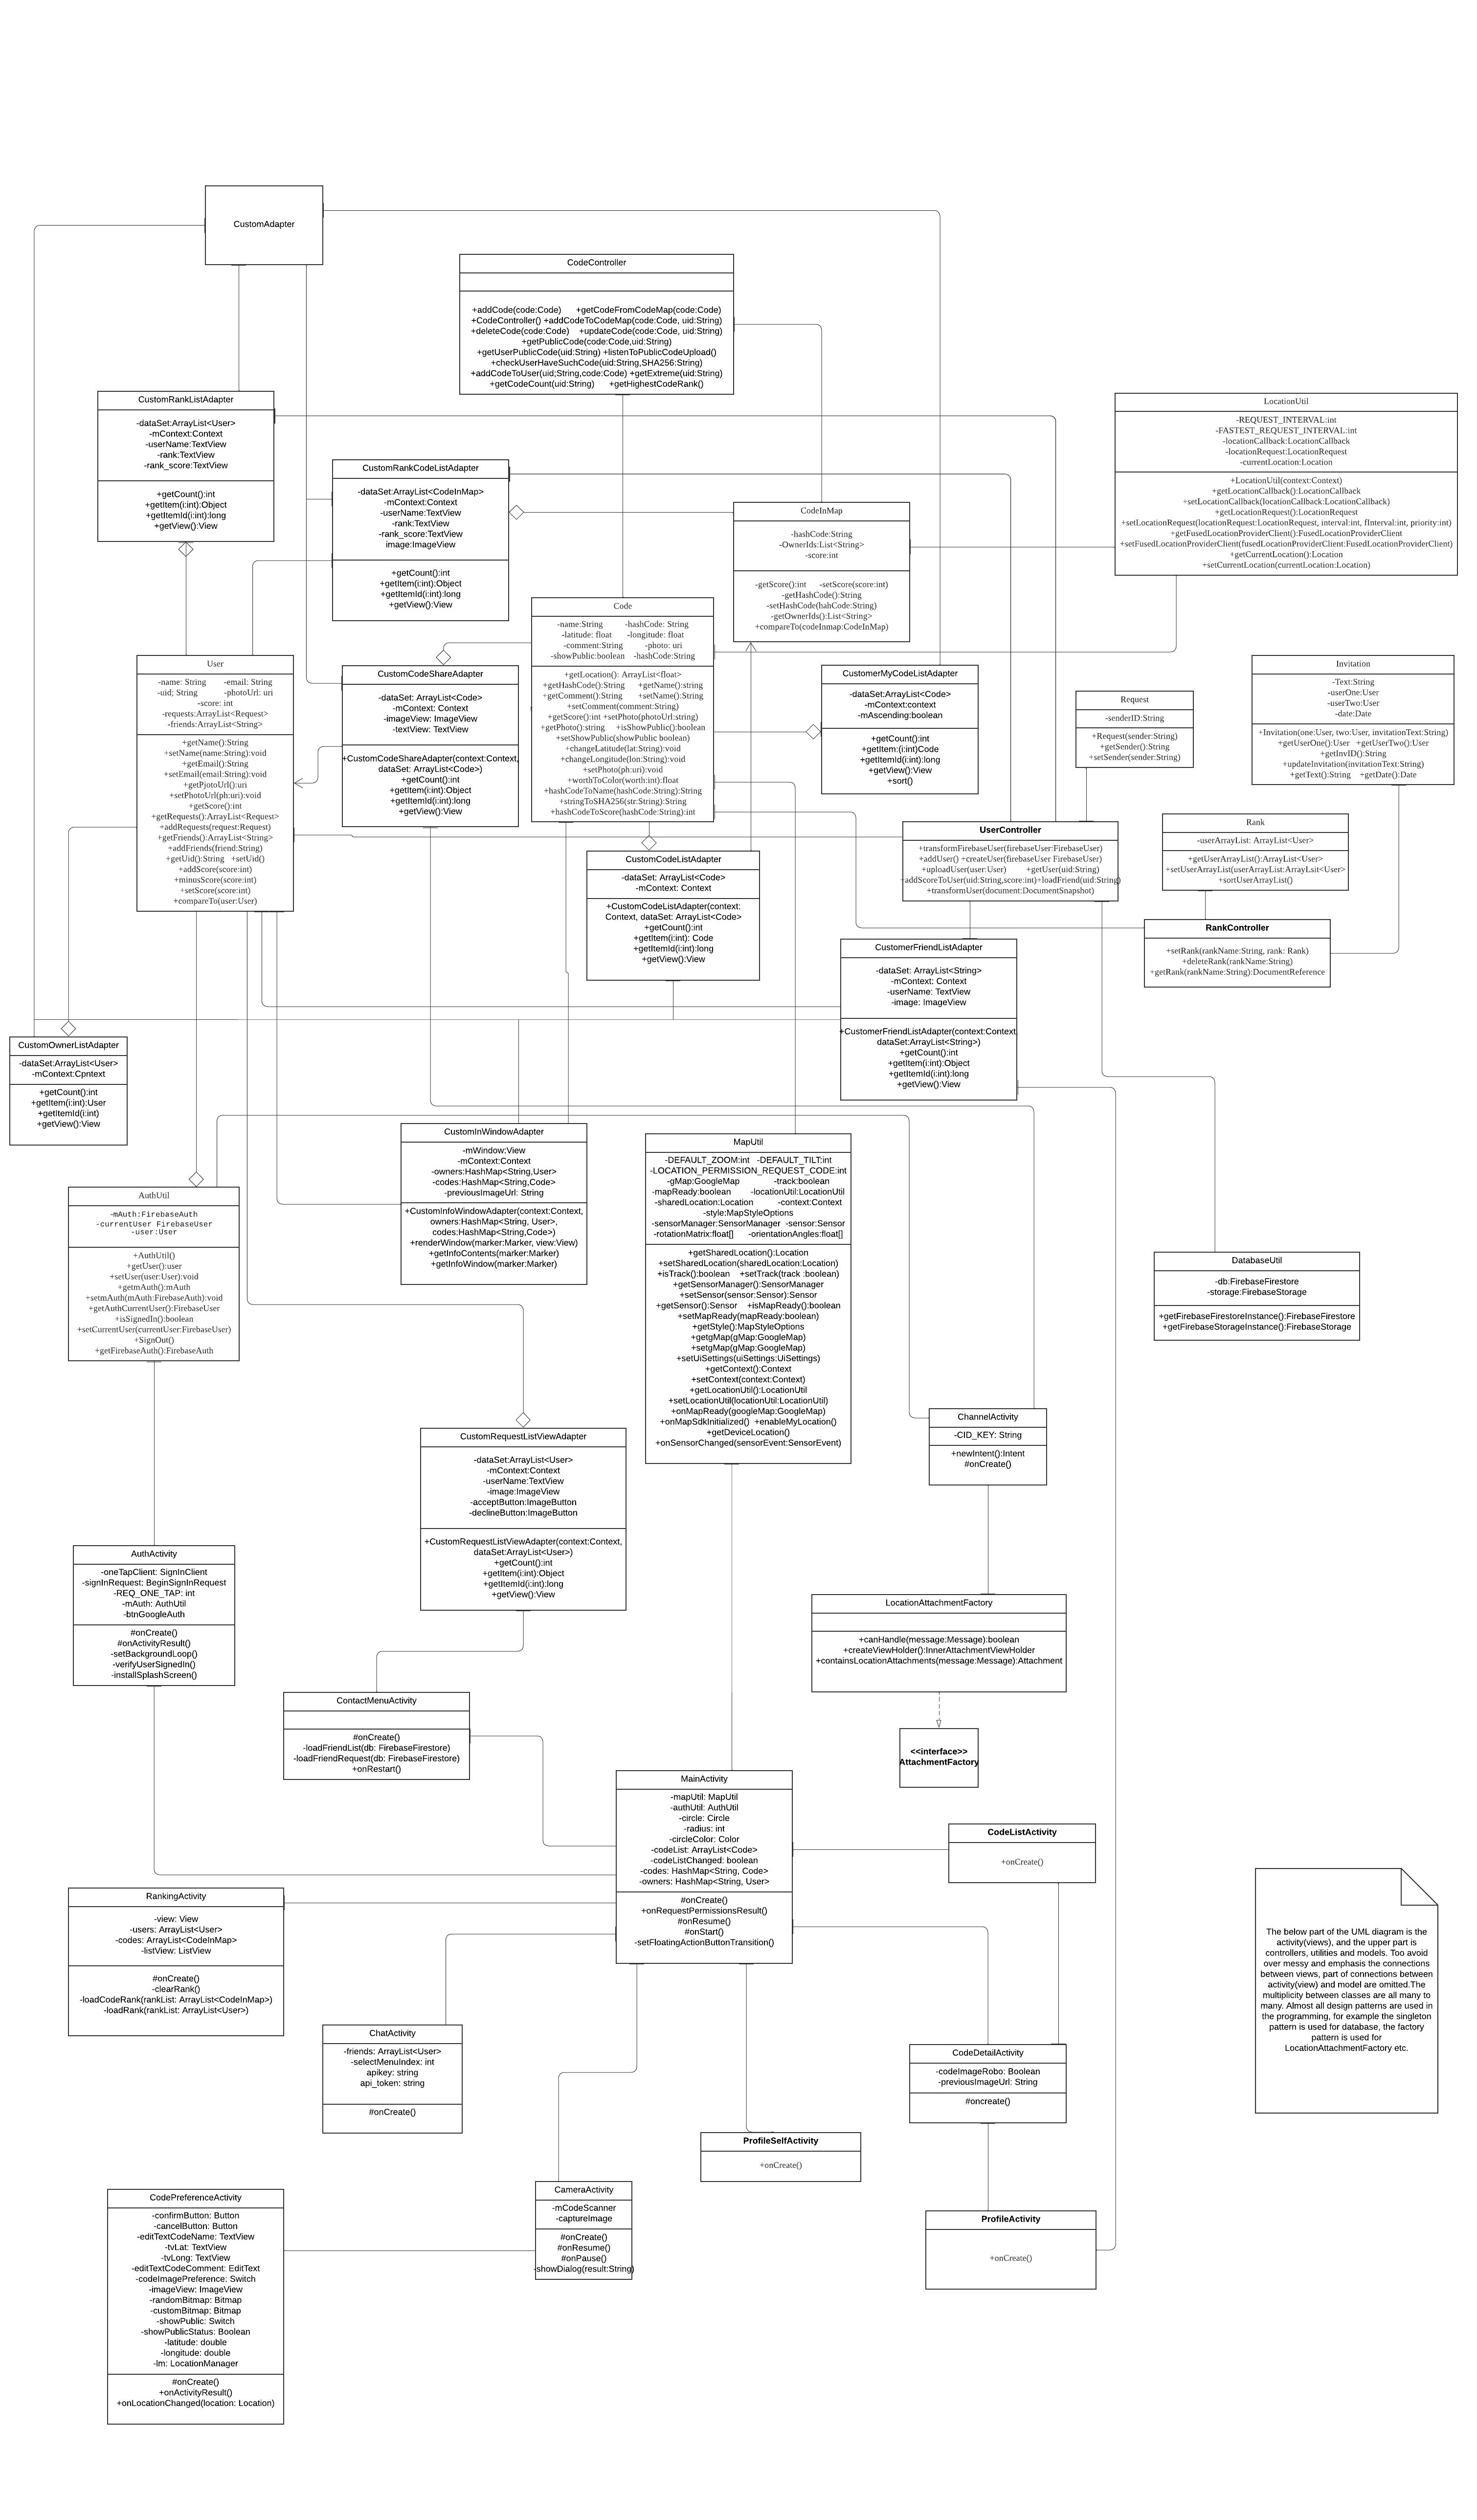 CustomAdapter
CodeController
+addCode(code:Code) +getCodeFromCodeMap(code:Code)
+CodeController() +addCodeToCodeMap(code:Code, uid:String)
+deleteCode(code:Code) +updateCode(code:Code, uid:String)
+getPublicCode(code:Code,uid:String)
+getUserPublicCode(uid:String) +listenToPublicCodeUpload()
+checkUserHaveSuchCode(uid:String,SHA256:String)
+addCodeToUser(uid;String,code:Code) +getExtreme(uid:String)
+getCodeCount(uid:String) +getHighestCodeRank()
CustomRankListAdapter
-dataSet:ArrayList<User>
-mContext:Context
-userName:TextView
-rank:TextView
-rank_score:TextView
+getCount():int
+getItem(i:int):Object
+getItemId(i:int):long
+getView():View
LocationUtil
-REQUEST_INTERVAL:int
-FASTEST_REQUEST_INTERVAL:int
-locationCallback:LocationCallback
-locationRequest:LocationRequest
-currentLocation:Location
+LocationUtil(context:Context)
+getLocationCallback():LocationCallback
+setLocationCallback(locationCallback:LocationCallback)
+getLocationRequest():LocationRequest
+setLocationRequest(locationRequest:LocationRequest, interval:int, fInterval:int, priority:int)
+getFusedLocationProviderClient():FusedLocationProviderClient
+setFusedLocationProviderClient(fusedLocationProviderClient:FusedLocationProviderClient)
+getCurrentLocation():Location
+setCurrentLocation(currentLocation:Location)
CustomRankCodeListAdapter
-dataSet:ArrayList<CodeInMap>
-mContext:Context
-userName:TextView
-rank:TextView
-rank_score:TextView
image:ImageView
+getCount():int
+getItem(i:int):Object
+getItemId(i:int):long
+getView():View
CodeInMap
-hashCode:String
-OwnerIds:List<String>
-score:int
-getScore():int -setScore(score:int)
-getHashCode():String
-setHashCode(hahCode:String)
-getOwnerIds():List<String>
+compareTo(codeInmap:CodeInMap)
Code
-name:String -hashCode: String
-latitude: float -longitude: float
-comment:String -photo: uri
-showPublic:boolean -hashCode:String
+getLocation(): ArrayList<float>
+getHashCode():String +getName():string
+getComment():String +setName():String
+setComment(comment:String)
+getScore():int +setPhoto(photoUrl:string)
+getPhoto():string +isShowPublic():boolean
+setShowPublic(showPublic boolean)
+changeLatitude(lat:String):void
+changeLongitude(lon:String):void
+setPhoto(ph:uri):void
+worthToColor(worth:int):float
+hashCodeToName(hashCode:String):String
+stringToSHA256(str:String):String
+hashCodeToScore(hashCode:String):int
User
-name: String -email: String
-uid; String -photoUrl: uri
-score: int
-requests:ArrayList<Request>
-friends:ArrayList<String>
+getName():String
+setName(name:String):void
+getEmail():String
+setEmail(email:String):void
+getPjotoUrl():uri
+setPhotoUrl(ph:uri):void
+getScore():int
+getRequests():ArrayList<Request>
+addRequests(request:Request)
+getFriends():ArrayList<String>
+addFriends(friend:String)
+getUid():String +setUid()
+addScore(score:int)
+minusScore(score:int)
+setScore(score:int)
+compareTo(user:User)
CustomCodeShareAdapter
-dataSet: ArrayList<Code>
-mContext: Context
-imageView: ImageView
-textView: TextView
+CustomCodeShareAdapter(context:Context,
dataSet: ArrayList<Code>)
+getCount():int
+getItem(i:int):Object
+getItemId(i:int):long
+getView():View
CustomerMyCodeListAdapter
-dataSet:ArrayList<Code>
-mContext:context
-mAscending:boolean
+getCount():int
+getItem:(i:int)Code
+getItemId(i:int):long
+getView():View
+sort()
Request
-senderID:String
+Request(sender:String)
+getSender():String
+setSender(sender:String)
Invitation
-Text:String
-userOne:User
-userTwo:User
-date:Date
+Invitation(one:User, two:User, invitationText:String)
+getUserOne():User +getUserTwo():User
+getInvID():String
+updateInvitation(invitationText:String)
+getText():String +getDate():Date
UserController
+transformFirebaseUser(firebaseUser:FirebaseUser)
+addUser() +createUser(firebaseUser FirebaseUser)
+uploadUser(user:User) +getUser(uid:String)
+addScoreToUser(uid:String,score:int)+loadFriend(uid:String)
+transformUser(document:DocumentSnapshot)
Rank
-userArrayList: ArrayList<User>
+getUserArrayList():ArrayList<User>
+setUserArrayList(userArrayList:ArraylSit<User>
+sortUserArrayList()
CustomCodeListAdapter
-dataSet: ArrayList<Code>
-mContext: Context
+CustomCodeListAdapter(context:
Context, dataSet: ArrayList<Code>
+getCount():int
+getItem(i:int): Code
+getItemId(i:int):long
+getView():View
RankController
+setRank(rankName:String, rank: Rank)
+deleteRank(rankName:String)
+getRank(rankName:String):DocumentReference
CustomerFriendListAdapter
-dataSet: ArrayList<String>
-mContext: Context
-userName: TextView
-image: ImageView
+CustomerFriendListAdapter(context:Context,
dataSet:ArrayList<String>)
+getCount():int
+getItem(i:int):Object
+getItemId(i:int):long
+getView():View
CustomOwnerListAdapter
-dataSet:ArrayList<User>
-mContext:Cpntext
+getCount():int
+getItem(i:int):User
+getItemId(i:int)
+getView():View
CustomInWindowAdapter
-mWindow:View
-mContext:Context
-owners:HashMap<String,User>
-codes:HashMap<String,Code>
-previousImageUrl: String
+CustomInfoWindowAdapter(context:Context,
owners:HashMap<String, User>,
codes:HashMap<String,Code>)
+renderWindow(marker:Marker, view:View)
+getInfoContents(marker:Marker)
+getInfoWindow(marker:Marker)
MapUtil
-DEFAULT_ZOOM:int -DEFAULT_TILT:int
-LOCATION_PERMISSION_REQUEST_CODE:int
-gMap:GoogleMap -track:boolean
-mapReady:boolean -locationUtil:LocationUtil
-sharedLocation:Location -context:Context
-style:MapStyleOptions
-sensorManager:SensorManager -sensor:Sensor
-rotationMatrix:float[] -orientationAngles:float[]
+getSharedLocation():Location
+setSharedLocation(sharedLocation:Location)
+isTrack():boolean +setTrack(track :boolean)
+getSensorManager():SensorManager
+setSensor(sensor:Sensor):Sensor
+getSensor():Sensor +isMapReady():boolean
+setMapReady(mapReady:boolean)
+getStyle():MapStyleOptions
+getgMap(gMap:GoogleMap)
+setgMap(gMap:GoogleMap)
+setUiSettings(uiSettings:UiSettings)
+getContext():Context
+setContext(context:Context)
+getLocationUtil():LocationUtil
+setLocationUtil(locationUtil:LocationUtil)
+onMapReady(googleMap:GoogleMap)
+onMapSdkInitialized() +enableMyLocation()
+getDeviceLocation()
+onSensorChanged(sensorEvent:SensorEvent)
AuthUtil
-mAuth:FirebaseAuth
-currentUser FirebaseUser
-user:User
+AuthUtil()
+getUser():user
+setUser(user:User):void
+getmAuth():mAuth
+setmAuth(mAuth:FirebaseAuth):void
+getAuthCurrentUser():FirebaseUser
+isSignedIn():boolean
+setCurrentUser(currentUser:FirebaseUser)
+SignOut()
+getFirebaseAuth():FirebaseAuth
DatabaseUtil
-db:FirebaseFirestore
-storage:FirebaseStorage
+getFirebaseFirestoreInstance():FirebaseFirestore
+getFirebaseStorageInstance():FirebaseStorage
ChannelActivity
-CID_KEY: String
+newIntent():Intent
#onCreate()
CustomRequestListViewAdapter
-dataSet:ArrayList<User>
-mContext:Context
-userName:TextView
-image:ImageView
-acceptButton:ImageButton
-declineButton:ImageButton
+CustomRequestListViewAdapter(context:Context,
dataSet:ArrayList<User>)
+getCount():int
+getItem(i:int):Object
+getItemId(i:int):long
+getView():View
AuthActivity
-oneTapClient: SignInClient
-signInRequest: BeginSignInRequest
-REQ_ONE_TAP: int
-mAuth: AuthUtil
-btnGoogleAuth
#onCreate()
#onActivityResult()
-setBackgroundLoop()
-verifyUserSignedIn()
-installSplashScreen()
LocationAttachmentFactory
+canHandle(message:Message):boolean
+createViewHolder():InnerAttachmentViewHolder
+containsLocationAttachments(message:Message):Attachment
ContactMenuActivity
#onCreate()
-loadFriendList(db: FirebaseFirestore)
-loadFriendRequest(db: FirebaseFirestore)
+onRestart()
<<interface>>
AttachmentFactory
MainActivity
-mapUtil: MapUtil
-authUtil: AuthUtil
-circle: Circle
-radius: int
-circleColor: Color
-codeList: ArrayList<Code>
-codeListChanged: boolean
-codes: HashMap<String, Code>
-owners: HashMap<String, User>
#onCreate()
+onRequestPermissionsResult()
#onResume()
#onStart()
-setFloatingActionButtonTransition()
CodeListActivity
+onCreate()
RankingActivity
-view: View
-users: ArrayList<User>
-codes: ArrayList<CodeInMap>
-listView: ListView
#onCreate()
-clearRank()
-loadCodeRank(rankList: ArrayList<CodeInMap>)
-loadRank(rankList: ArrayList<User>)
The below part of the UML diagram is the
activity(views), and the upper part is
controllers, utilities and models. Too avoid
over messy and emphasis the connections
between views, part of connections between
activity(view) and model are omitted.The
multiplicity between classes are all many to
many. Almost all design patterns are used in
the programming, for example the singleton
pattern is used for database, the factory
pattern is used for
LocationAttachmentFactory etc.
ChatActivity
-friends: ArrayList<User>
-selectMenuIndex: int
apikey: string
api_token: string
#onCreate()
CodeDetailActivity
-codeImageRobo: Boolean
-previousImageUrl: String
#oncreate()
ProfileSelfActivity
+onCreate()
CameraActivity
-mCodeScanner
-captureImage
#onCreate()
#onResume()
#onPause()
-showDialog(result:String)
CodePreferenceActivity
-confirmButton: Button
-cancelButton: Button
-editTextCodeName: TextView
-tvLat: TextView
-tvLong: TextView
-editTextCodeComment: EditText
-codeImagePreference: Switch
-imageView: ImageView
-randomBitmap: Bitmap
-customBitmap: Bitmap
-showPublic: Switch
-showPublicStatus: Boolean
-latitude: double
-longitude: double
-lm: LocationManager
#onCreate()
+onActivityResult()
+onLocationChanged(location: Location)
ProfileActivity
+onCreate()